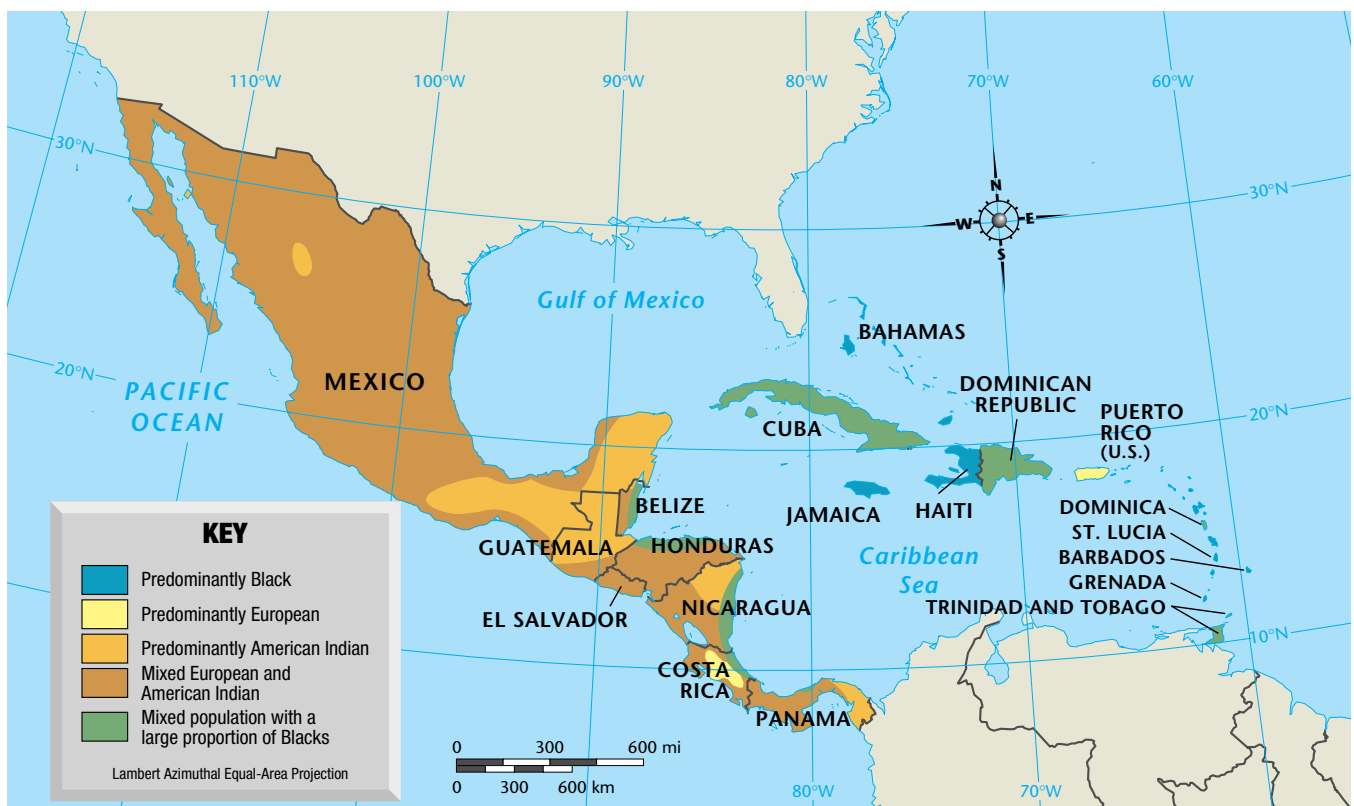 110°W
100°W
90°W
80°W
70°W
60°W
30°N
30°N
N
W
E
S
Gulf of Mexico
BAHAMAS
20°N
PACIFIC
OCEAN
MEXICO
DOMINICAN
REPUBLIC
20°N
PUERTO
RICO
(U.S.)
CUBA
BELIZE
JAMAICA
HAITI
DOMINICA
ST. LUCIA
BARBADOS
GRENADA
TRINIDAD AND TOBAGO
GUATEMALA
HONDURAS
Caribbean
Sea
EL SALVADOR
NICARAGUA
10°N
COSTA
RICA
PANAMA
KEY
Predominantly Black
Predominantly European
Predominantly American Indian
Mixed European and
American Indian
Mixed population with a
large proportion of Blacks
Lambert Azimuthal Equal-Area Projection
0 300 600 mi
0 300 600 km
80°W
70°W